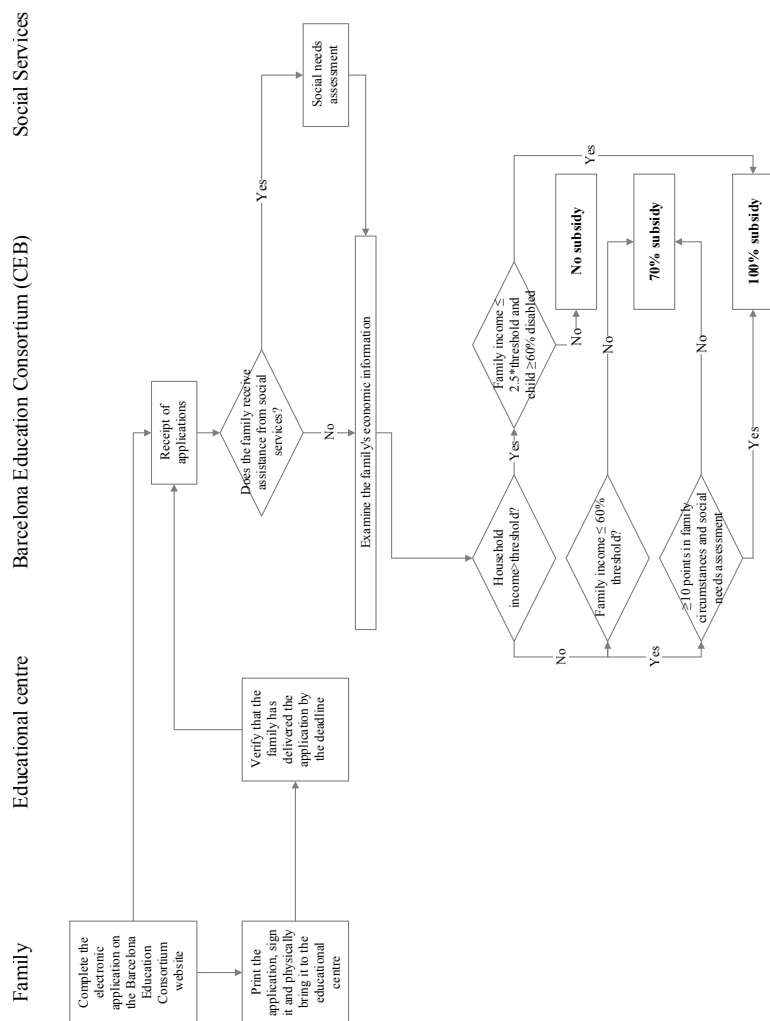 Family
Educational centre
Barcelona Education Consortium (CEB)
Social Services
Complete the
electronic
application on
the Barcelona
Education
Consortium
website
Print the
application, sign
it and physically
bring it to the
educational
centre
Verify that the
family has
delivered the
application by
the deadline
Receipt of
applications
Does the family receive
assistance from social
services?
Yes
No
Social needs
assessment
Examine the family's economic information
Household
income>threshold?
Yes
No
Family income ≤
2.5*threshold and
child ≥60% disabled
Yes
No
No subsidy
Family income ≤ 60%
threshold?
No
Yes
70% subsidy
≥10 points in family
circumstances and social
needs assessment
No
Yes
100% subsidy